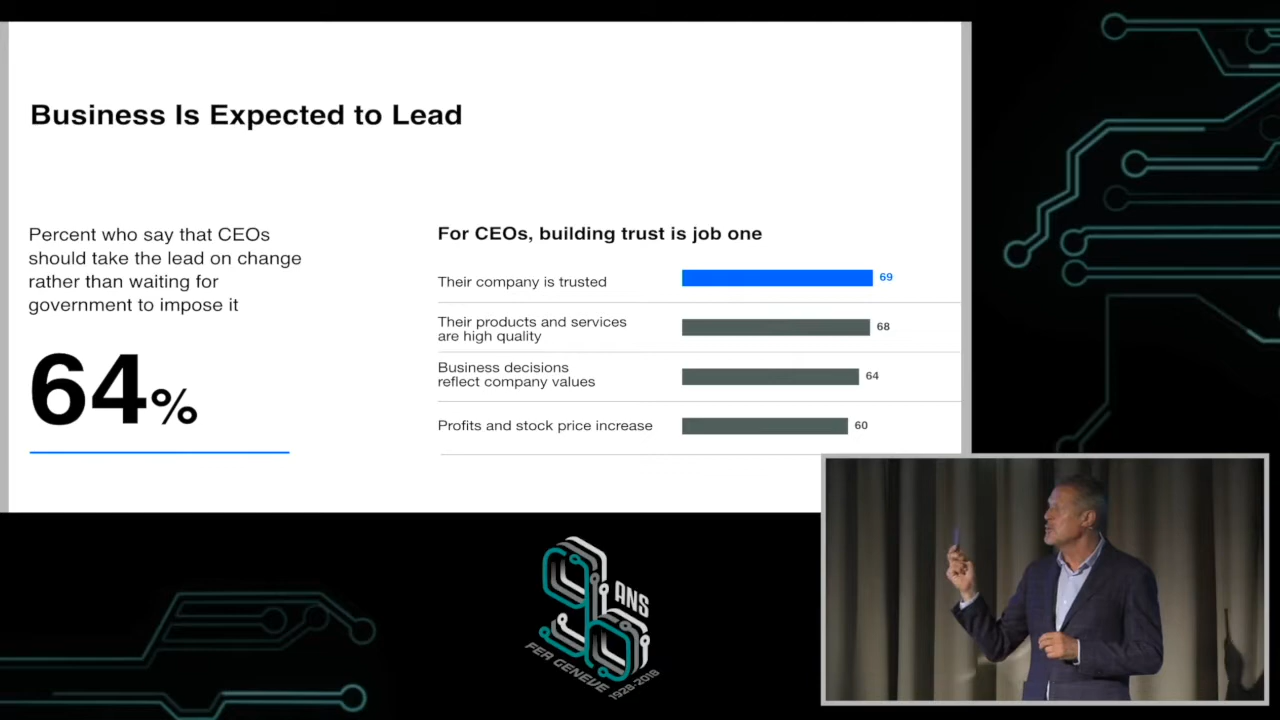 Business Is Expected to Lead
Percent who say that CEOs
should take the lead on change
rather than waiting for
government to impose it
64%
For CEOs, building trust is job one
Their company is trusted
69
Their products and services
are high quality
68
Business decisions
reflect company values
64
Profits and stock price increase
60
90
ANS
FER GENEVE 1928-2018